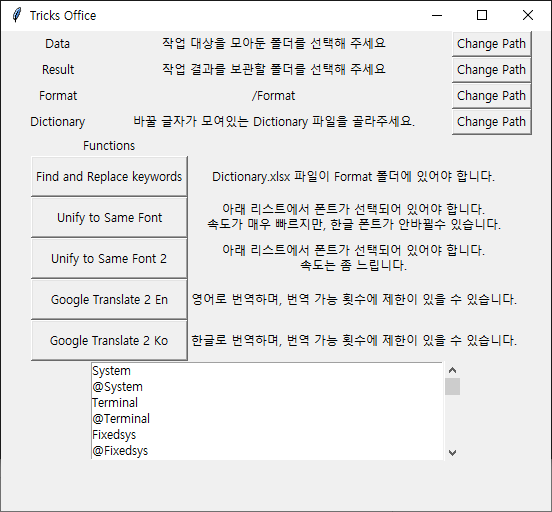 Tricks Office
Data 작업 대상을 모아둔 폴더를 선택해 주세요 Change Path
Result 작업 결과를 보관할 폴더를 선택해 주세요 Change Path
Format /Format Change Path
Dictionary 바꿀 글자가 모여있는 Dictionary 파일을 골라주세요. Change Path
Functions
Find and Replace keywords Dictionary.xlsx 파일이 Format 폴더에 있어야 합니다.
Unify to Same Font 아래 리스트에서 폰트가 선택되어 있어야 합니다.
속도가 매우 빠르지만, 한글 폰트가 안바뀔수 있습니다.
Unify to Same Font 2 아래 리스트에서 폰트가 선택되어 있어야 합니다.
속도는 좀 느립니다.
Google Translate 2 En 영어로 번역하며, 번역 가능 횟수에 제한이 있을 수 있습니다.
Google Translate 2 Ko 한글로 번역하며, 번역 가능 횟수에 제한이 있을 수 있습니다.
System
@System
Terminal
@Terminal
Fixedsys
@Fixedsys